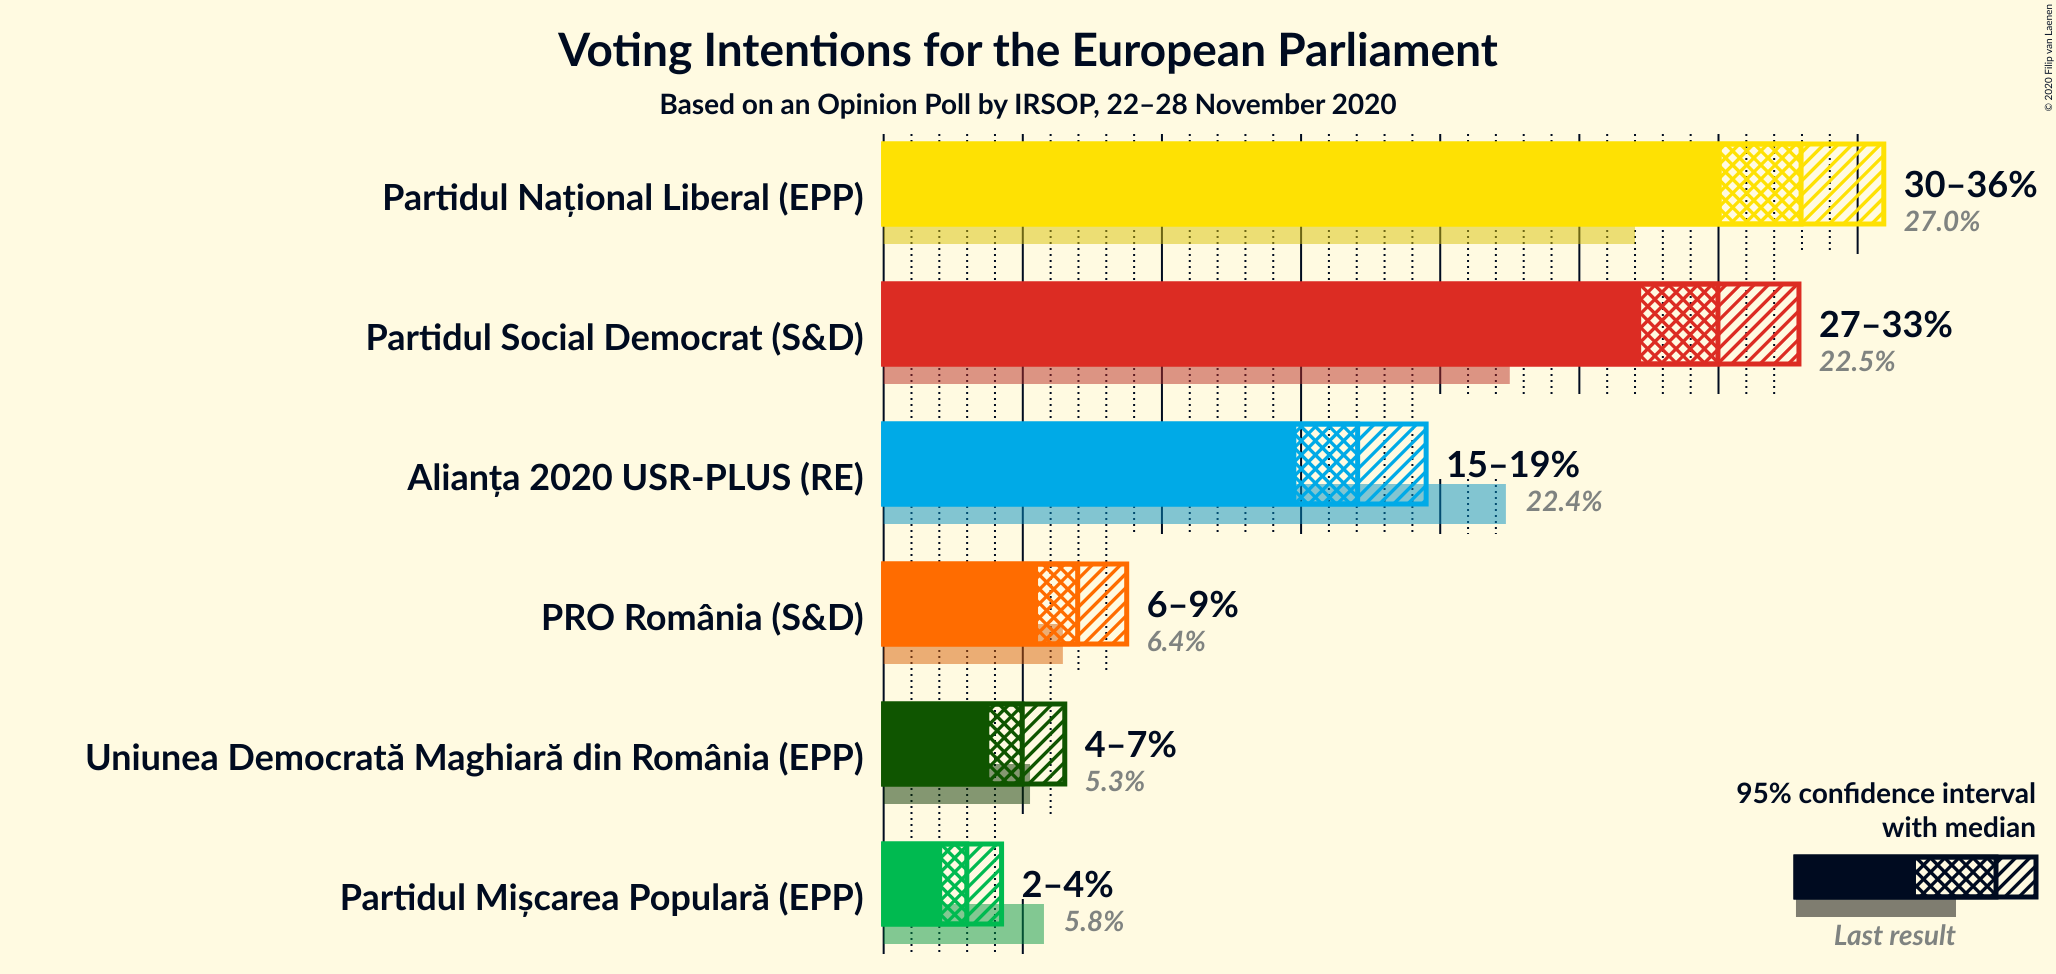 Voting Intentions for the European Parliament
Based on an Opinion Poll by IRSOP, 22–28 November 2020
© 2020 Filip van Laenen
Partidul Național Liberal (EPP)
30–36%
27.0%
Partidul Social Democrat (S&D)
27–33%
22.5%
Alianța 2020 USR-PLUS (RE)
15–19%
22.4%
PRO România (S&D)
6–9%
6.4%
Uniunea Democrată Maghiară din România (EPP)
4–7%
5.3%
Partidul Mișcarea Populară (EPP)
2–4%
5.8%
95% confidence interval
with median
Last result